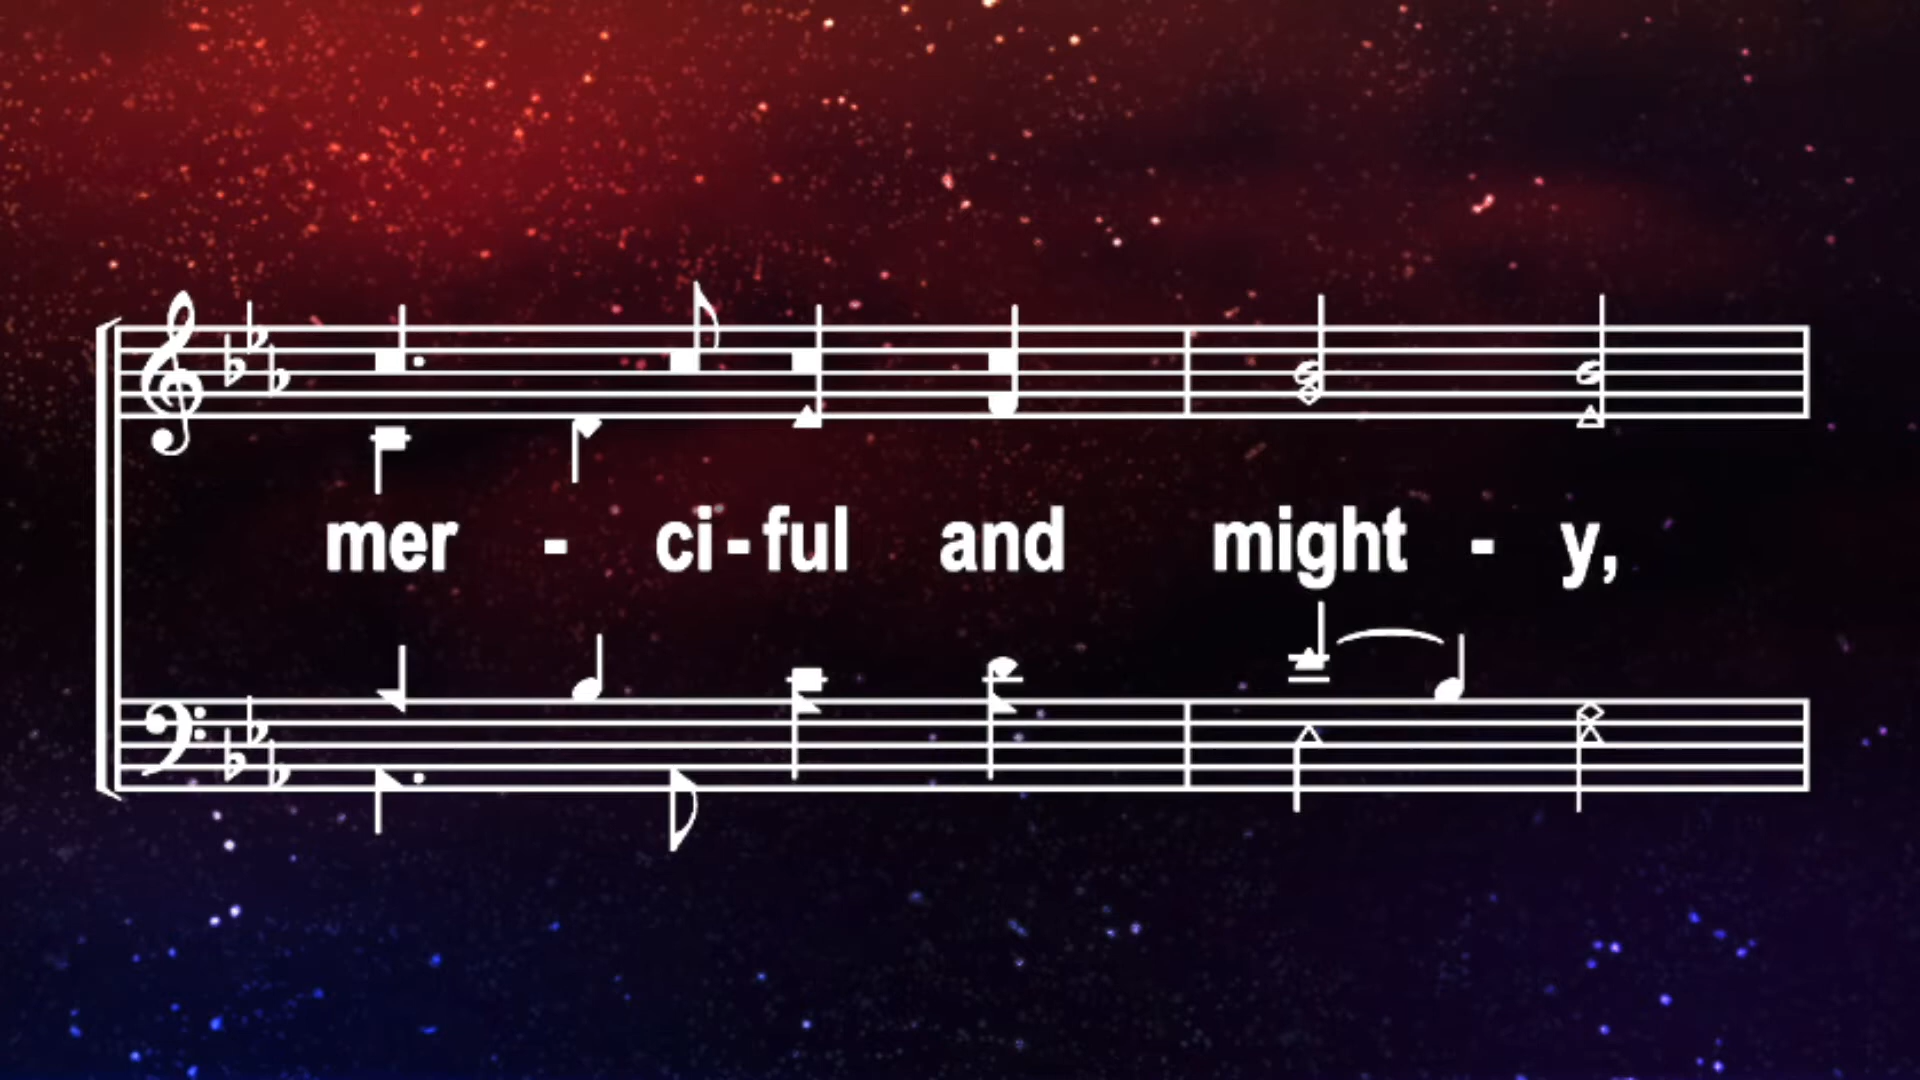 mer - ci - ful and might - y,